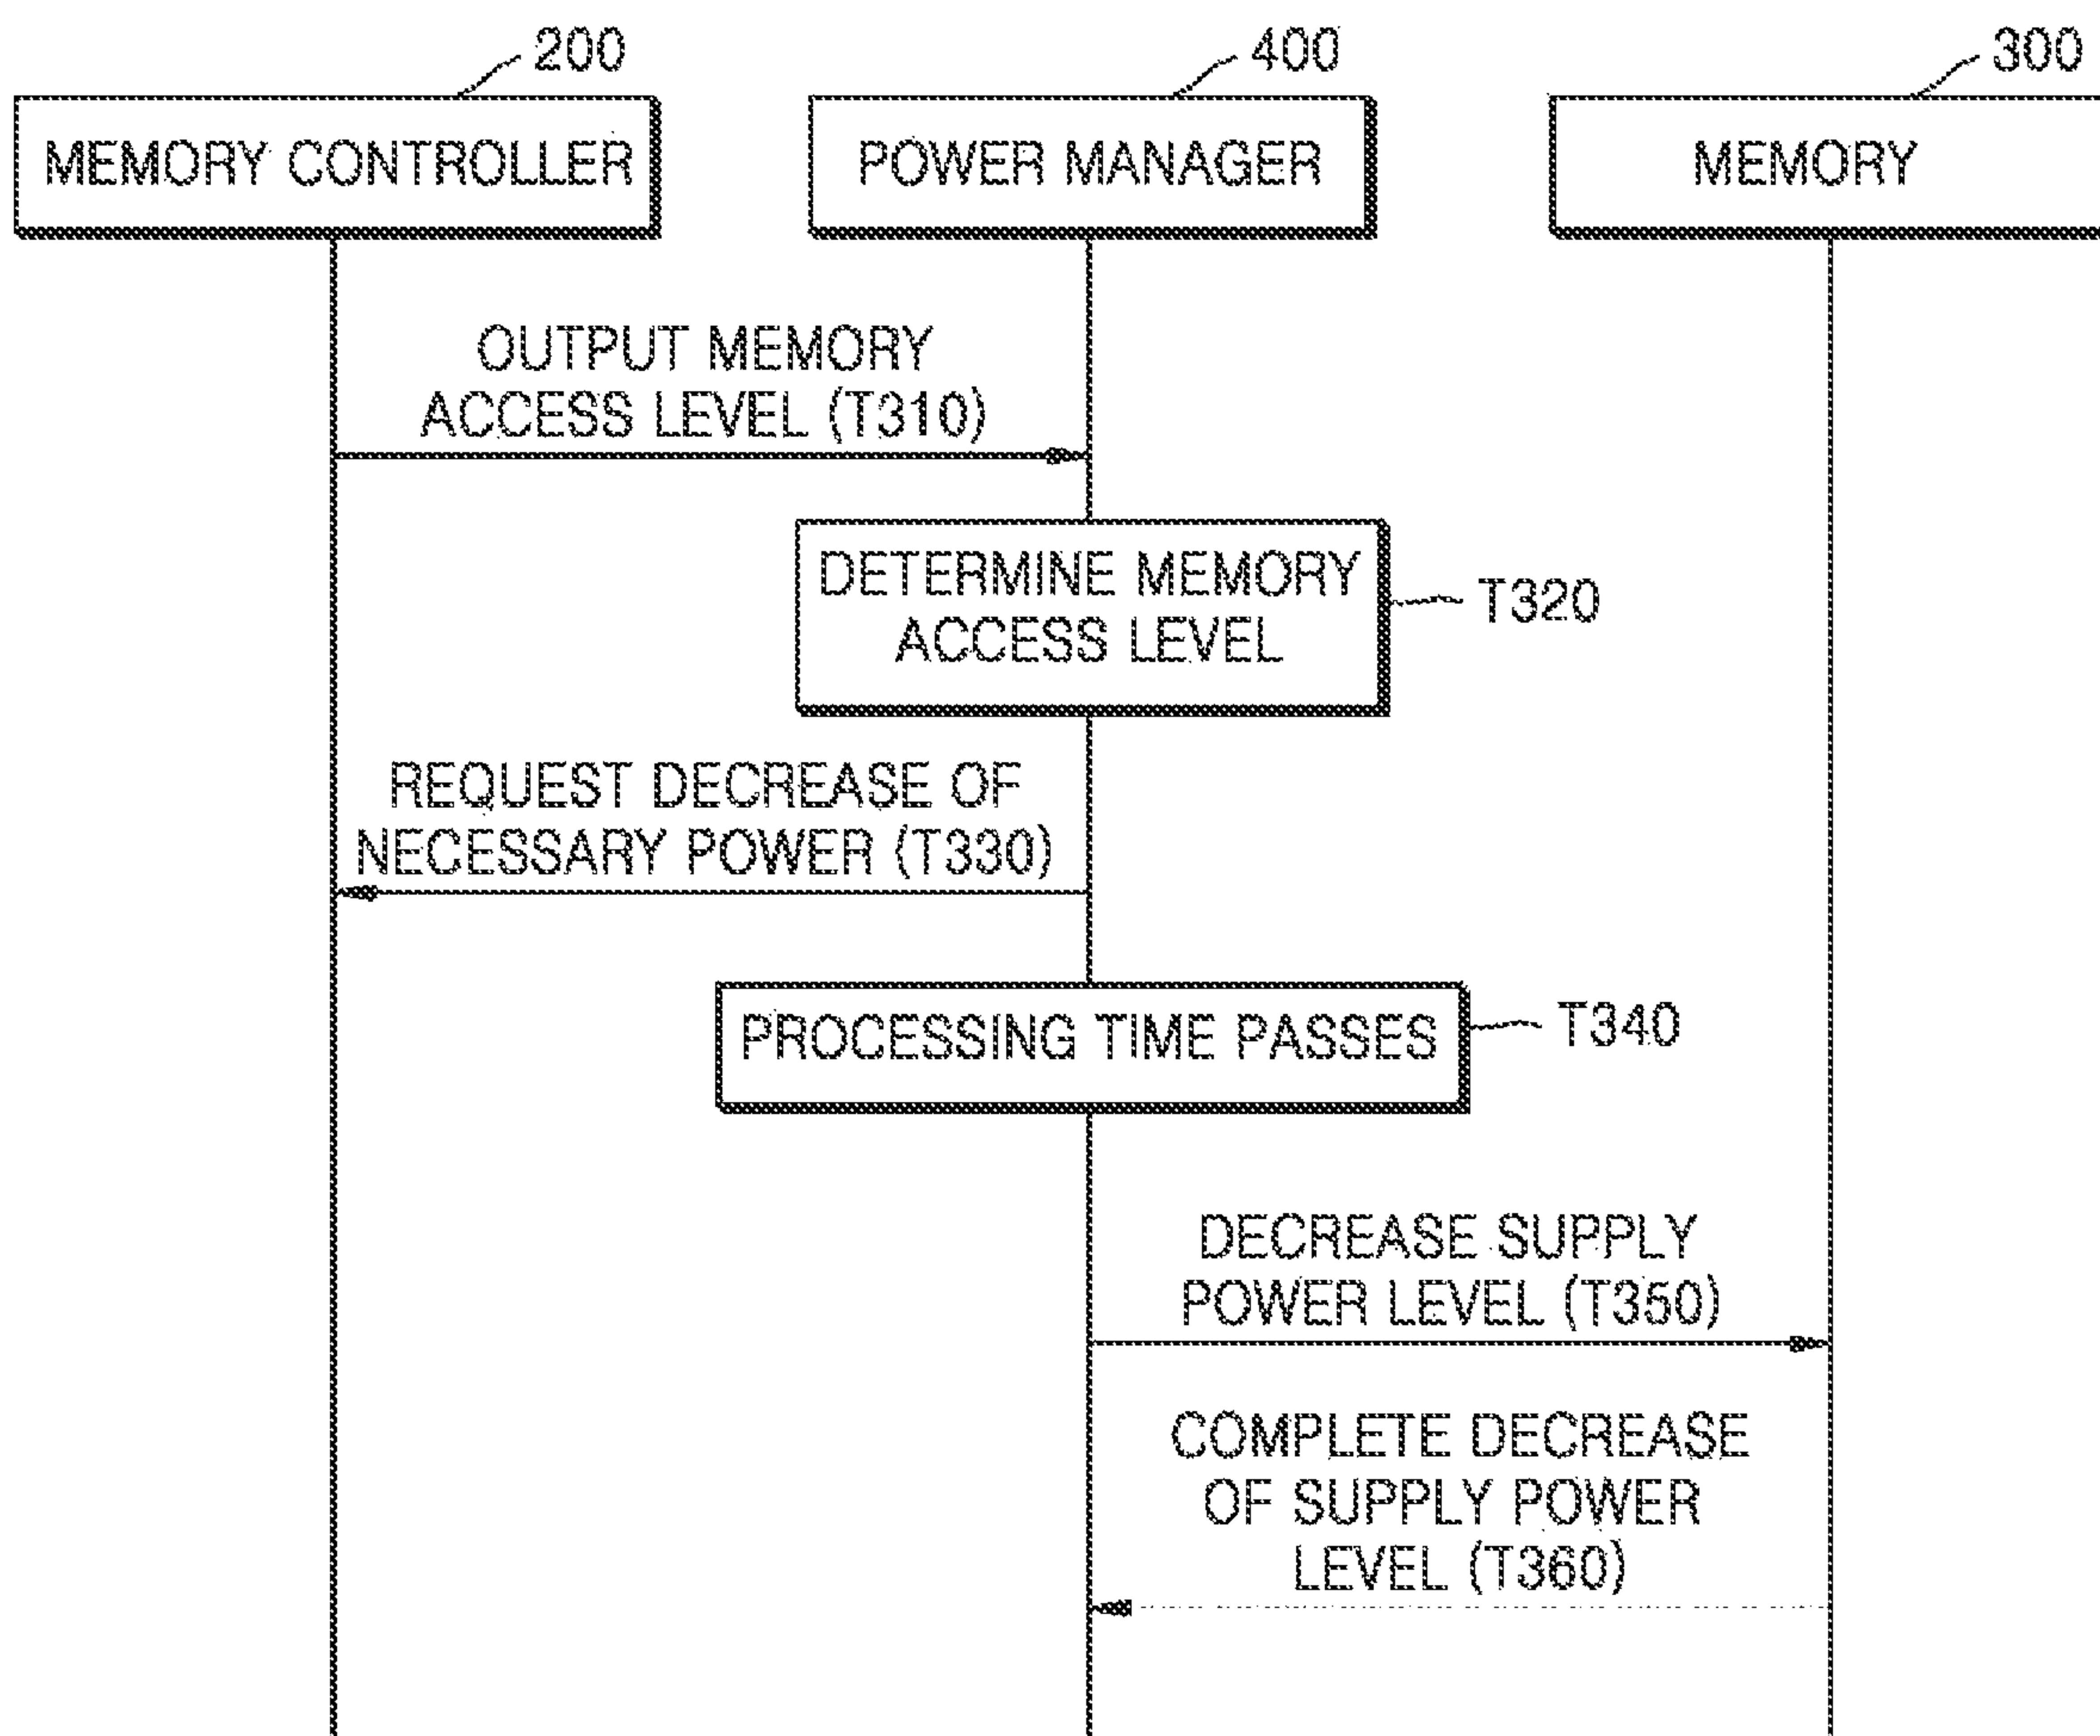 200
400
300
MEMORY CONTROLLER
POWER MANAGER
MEMORY
OUTPUT MEMORY
ACCESS LEVEL (T310)
DETERMINE MEMORY
ACCESS LEVEL
T320
REQUEST DECREASE OF
NECESSARY POWER (T330)
PROCESSING TIME PASSES
T340
DECREASE SUPPLY
POWER LEVEL (T350)
COMPLETE DECREASE
OF SUPPLY POWER
LEVEL (T360)